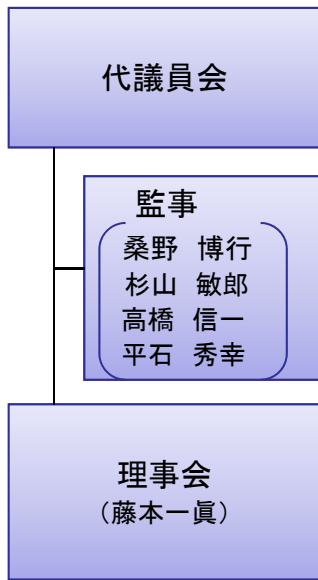 代議員会
監事
桑野 博行
杉山 敏郎
高橋 信一
平石 秀幸
理事会
（藤本一眞）